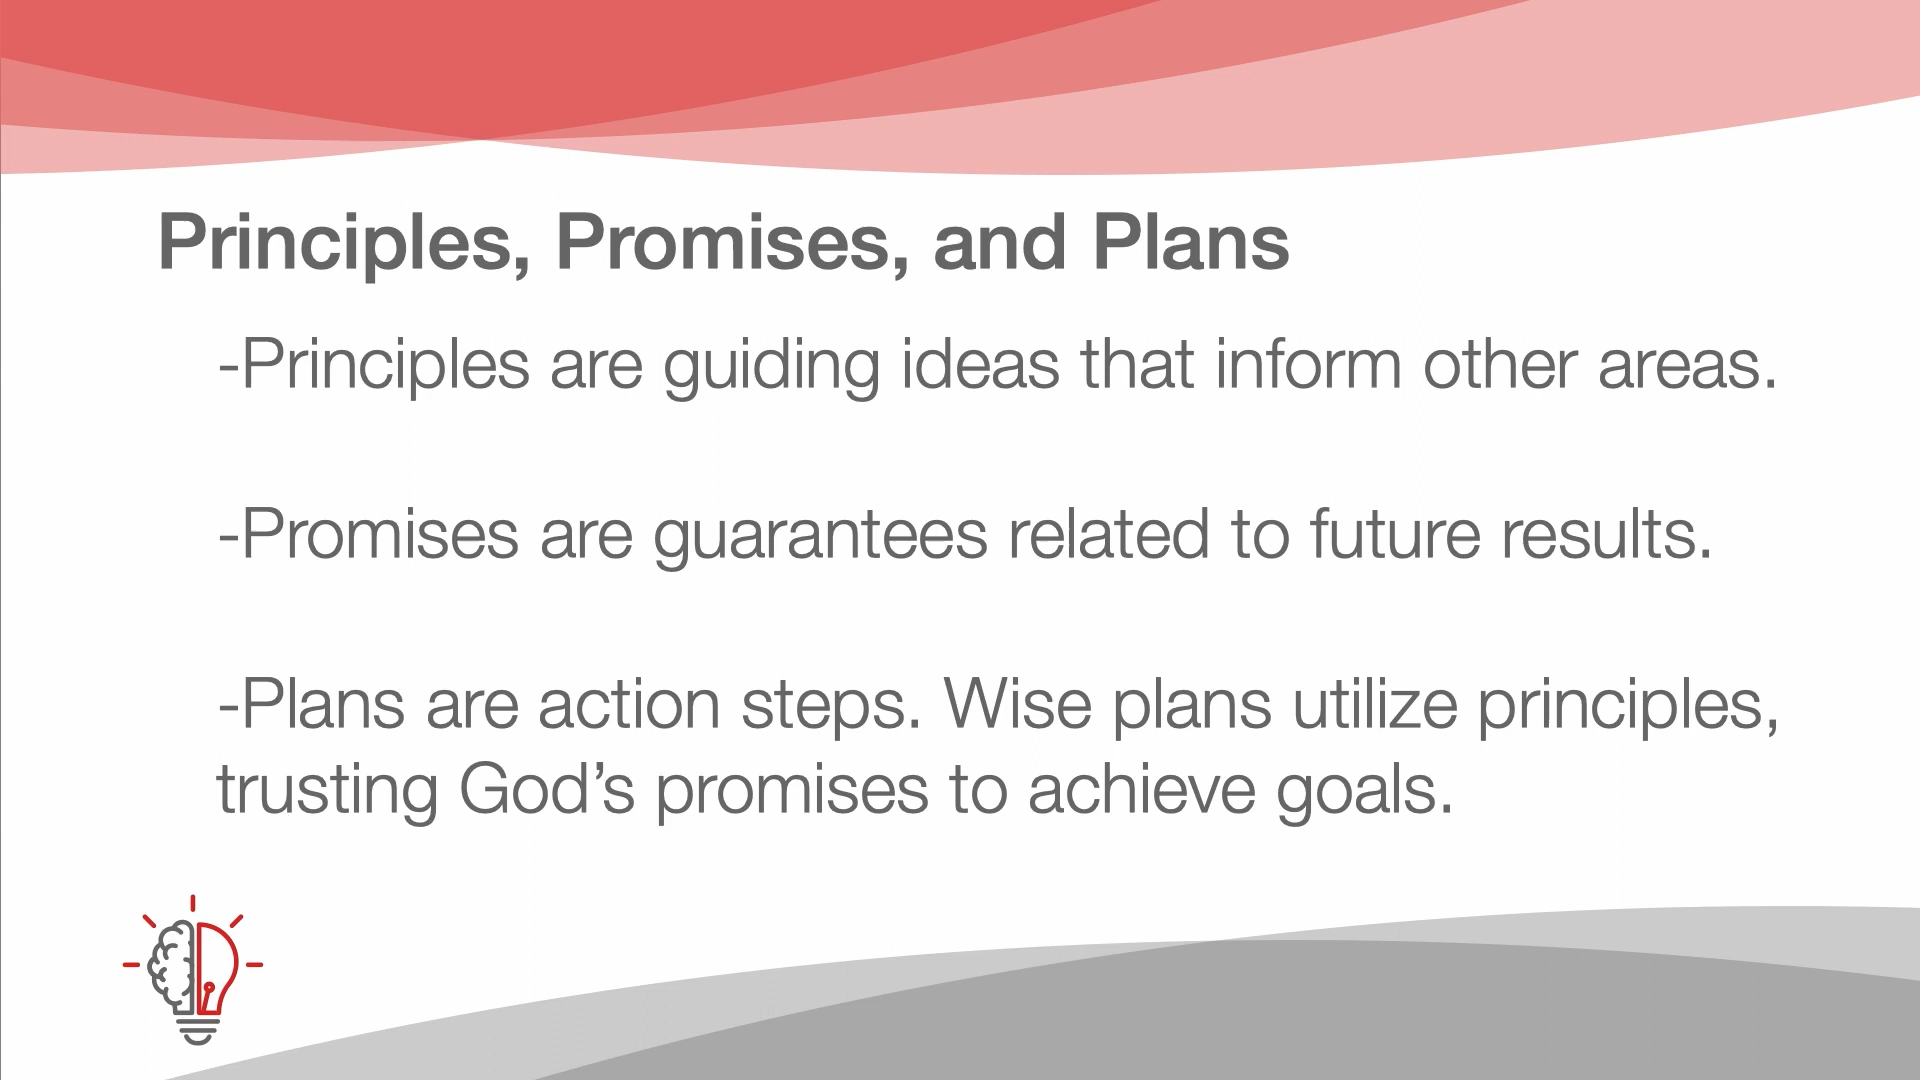 Principles, Promises, and Plans
-Principles are guiding ideas that inform other areas.
-Promises are guarantees related to future results.
-Plans are action steps. Wise plans utilize principles,
trusting God’s promises to achieve goals.